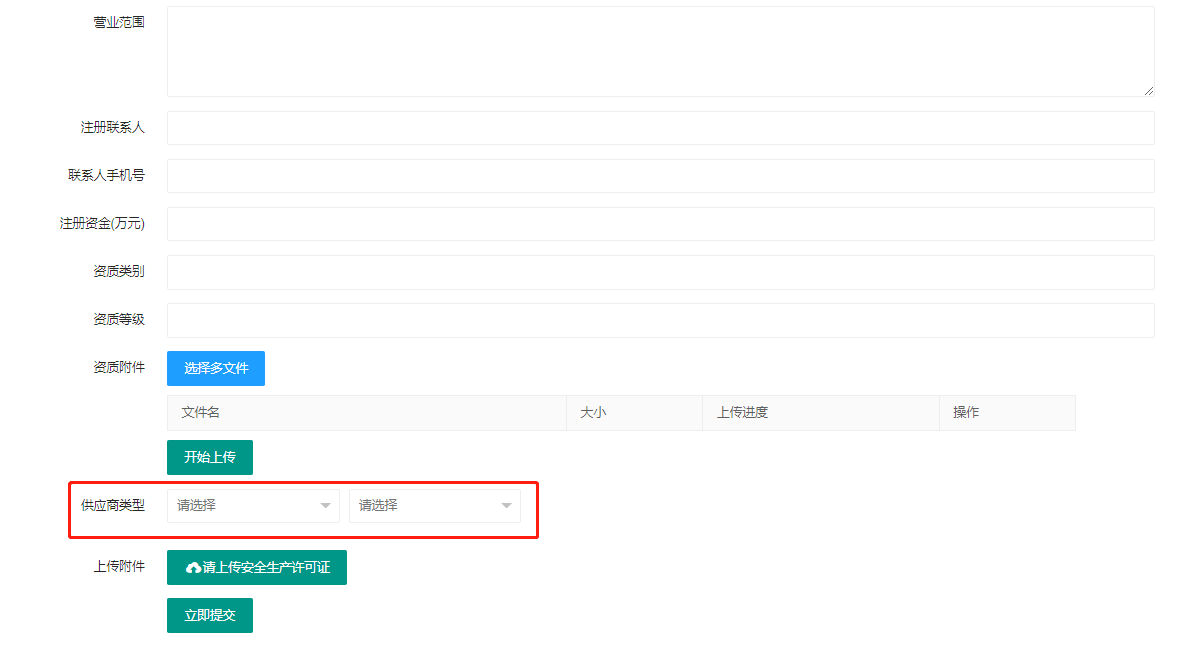 营业范围
注册联系人
联系人手机号
注册资金(万元)
资质类别
资质等级
资质附件 选择多文件
文件名 大小 上传进度 操作
开始上传
供应商类型 请选择 请选择
上传附件 请上传安全生产许可证
立即提交